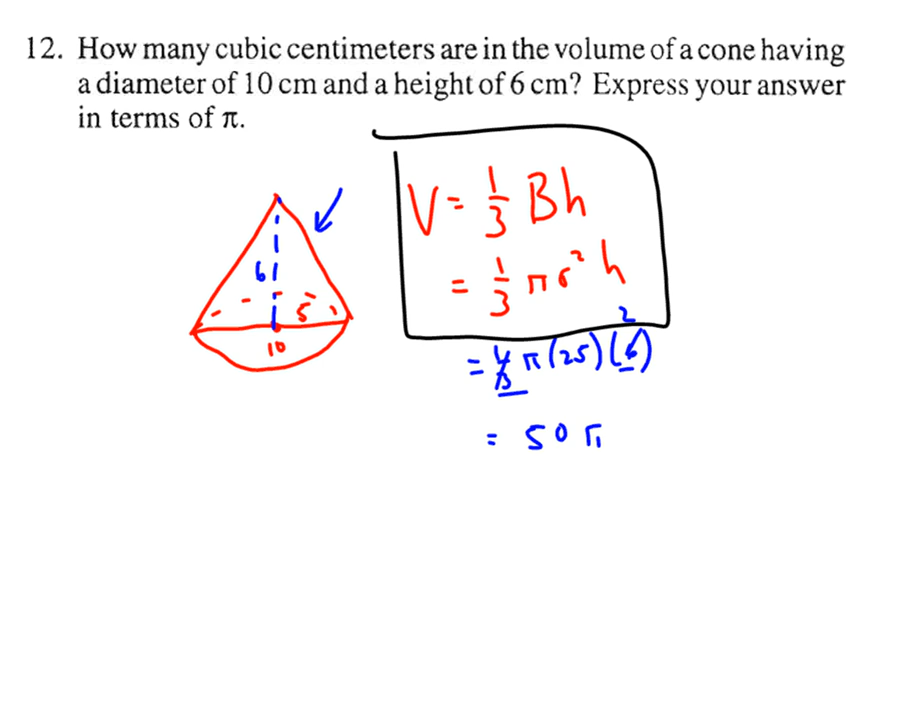 12. How many cubic centimeters are in the volume of a cone having
a diameter of 10 cm and a height of 6 cm? Express your answer
in terms of π.
V = 1/3 Bh
= 1/3 πr² h
6
5
10
2
= 1/3 π(25)(6)
= 50π